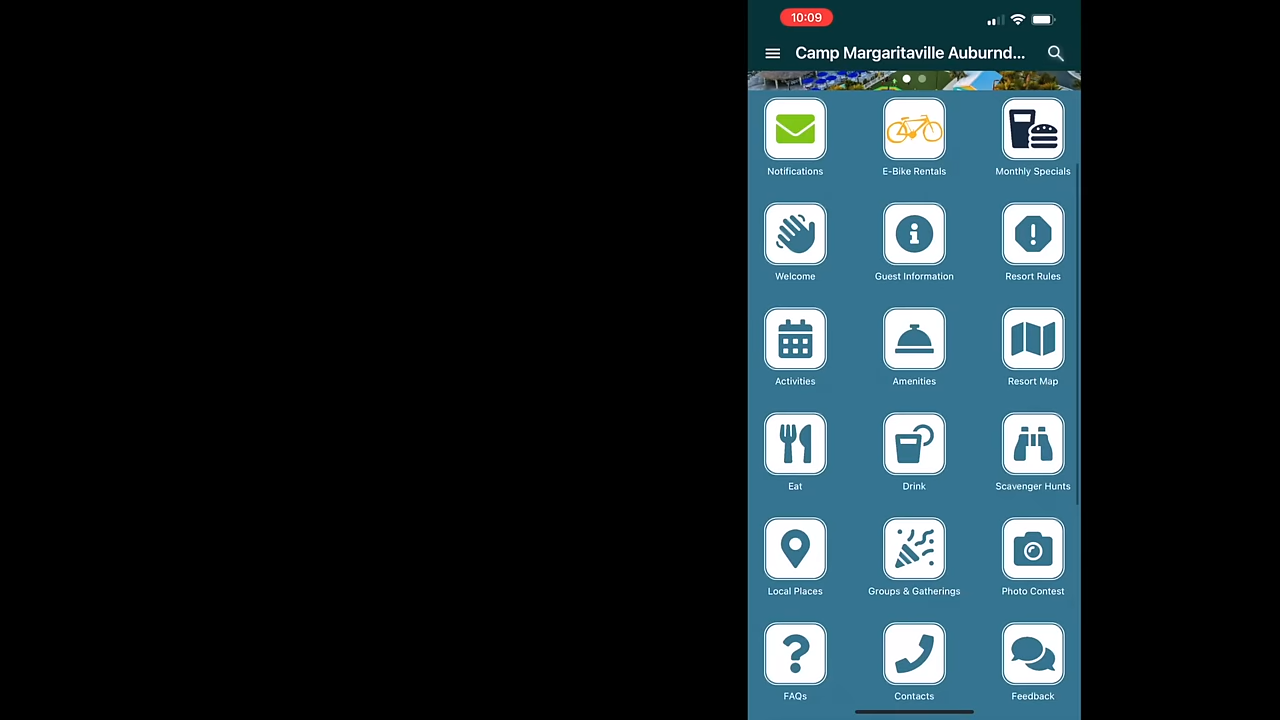 10:09
Camp Margaritaville Auburnd...
Notifications
E-Bike Rentals
Monthly Specials
Welcome
Guest Information
Resort Rules
Activities
Amenities
Resort Map
Eat
Drink
Scavenger Hunts
Local Places
Groups & Gatherings
Photo Contest
FAQs
Contacts
Feedback